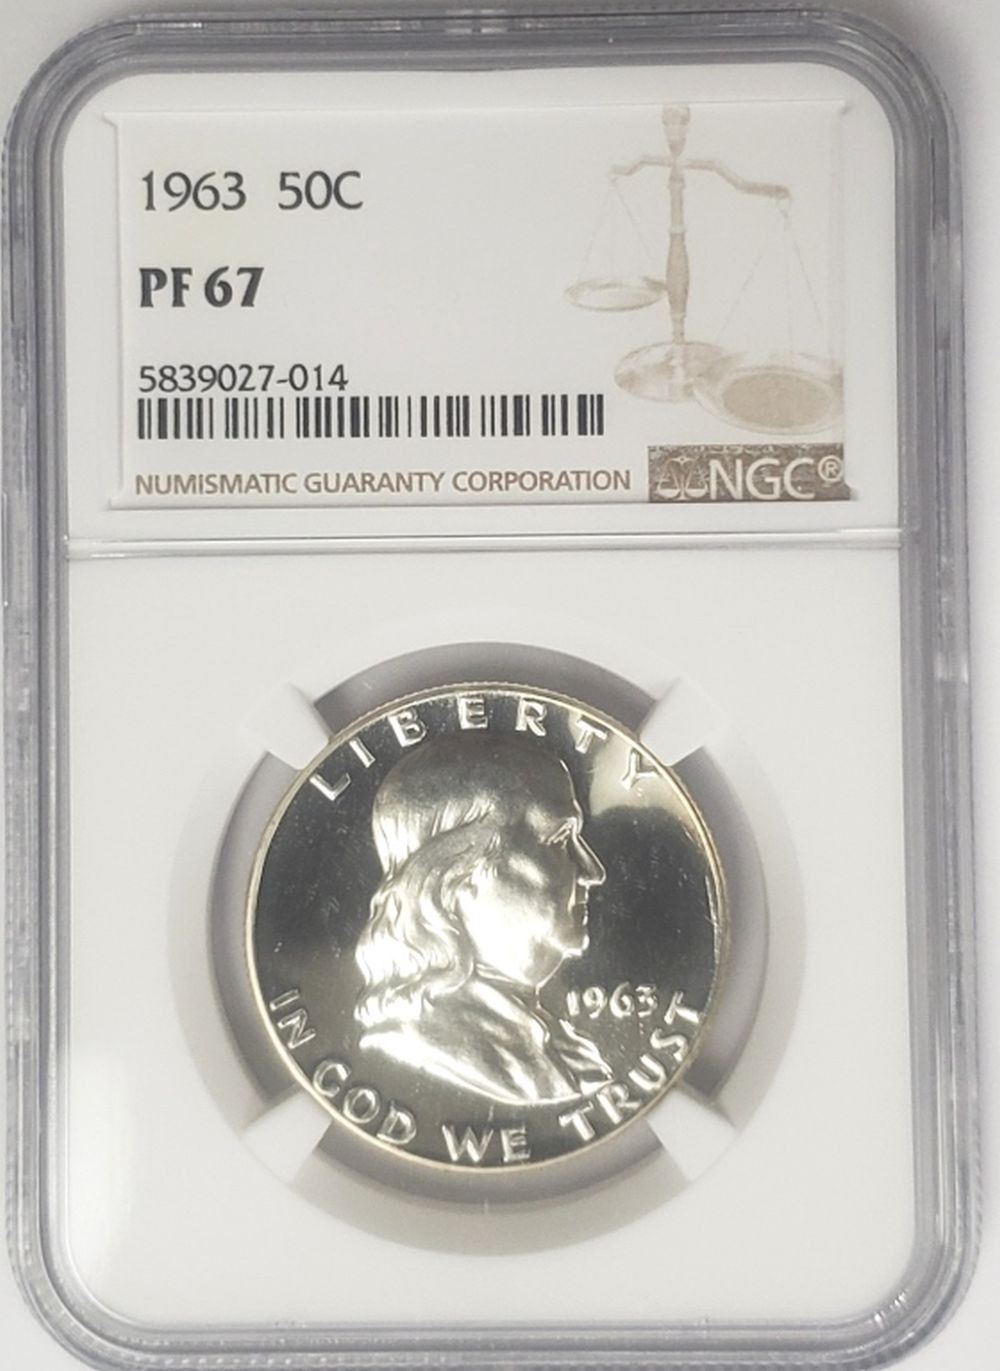 1963 50C
PF 67
5839027-014
NUMISMATIC GUARANTY CORPORATION
NGC®
LIBERTY
1963
IN GOD WE TRUST